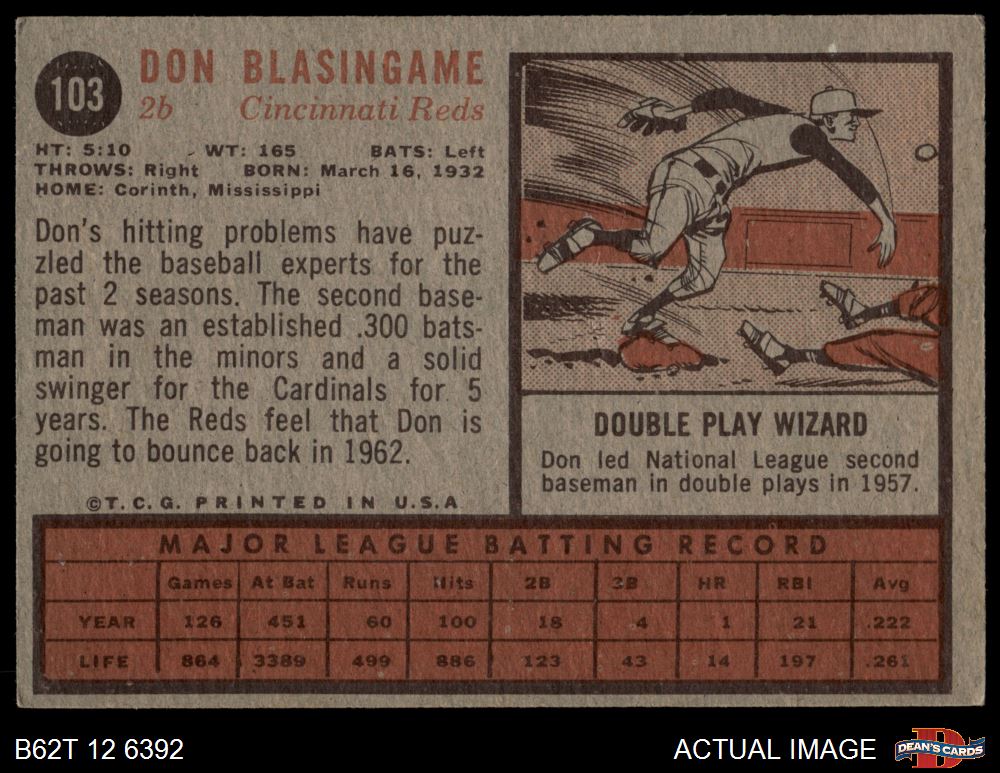 103
DON BLASINGAME
2b Cincinnati Reds
HT: 5:10 WT: 165 BATS: Left
THROWS: Right BORN: March 16, 1932
HOME: Corinth, Mississippi
Don's hitting problems have puz-
zled the baseball experts for the
past 2 seasons. The second base-
man was an established .300 bats-
man in the minors and a solid
swinger for the Cardinals for 5
years. The Reds feel that Don is
going to bounce back in 1962.
©T.C.G. PRINTED IN U.S.A.
DOUBLE PLAY WIZARD
Don led National League second
baseman in double plays in 1957.
MAJOR LEAGUE BATTING RECORD
Games At Bat Runs Hits 2B 3B HR RBI Avg
YEAR 126 451 60 100 18 4 1 21 .222
LIFE 864 3389 499 886 123 43 14 197 .261
B62T 12 6392
ACTUAL IMAGE
D
DEAN'S CARDS